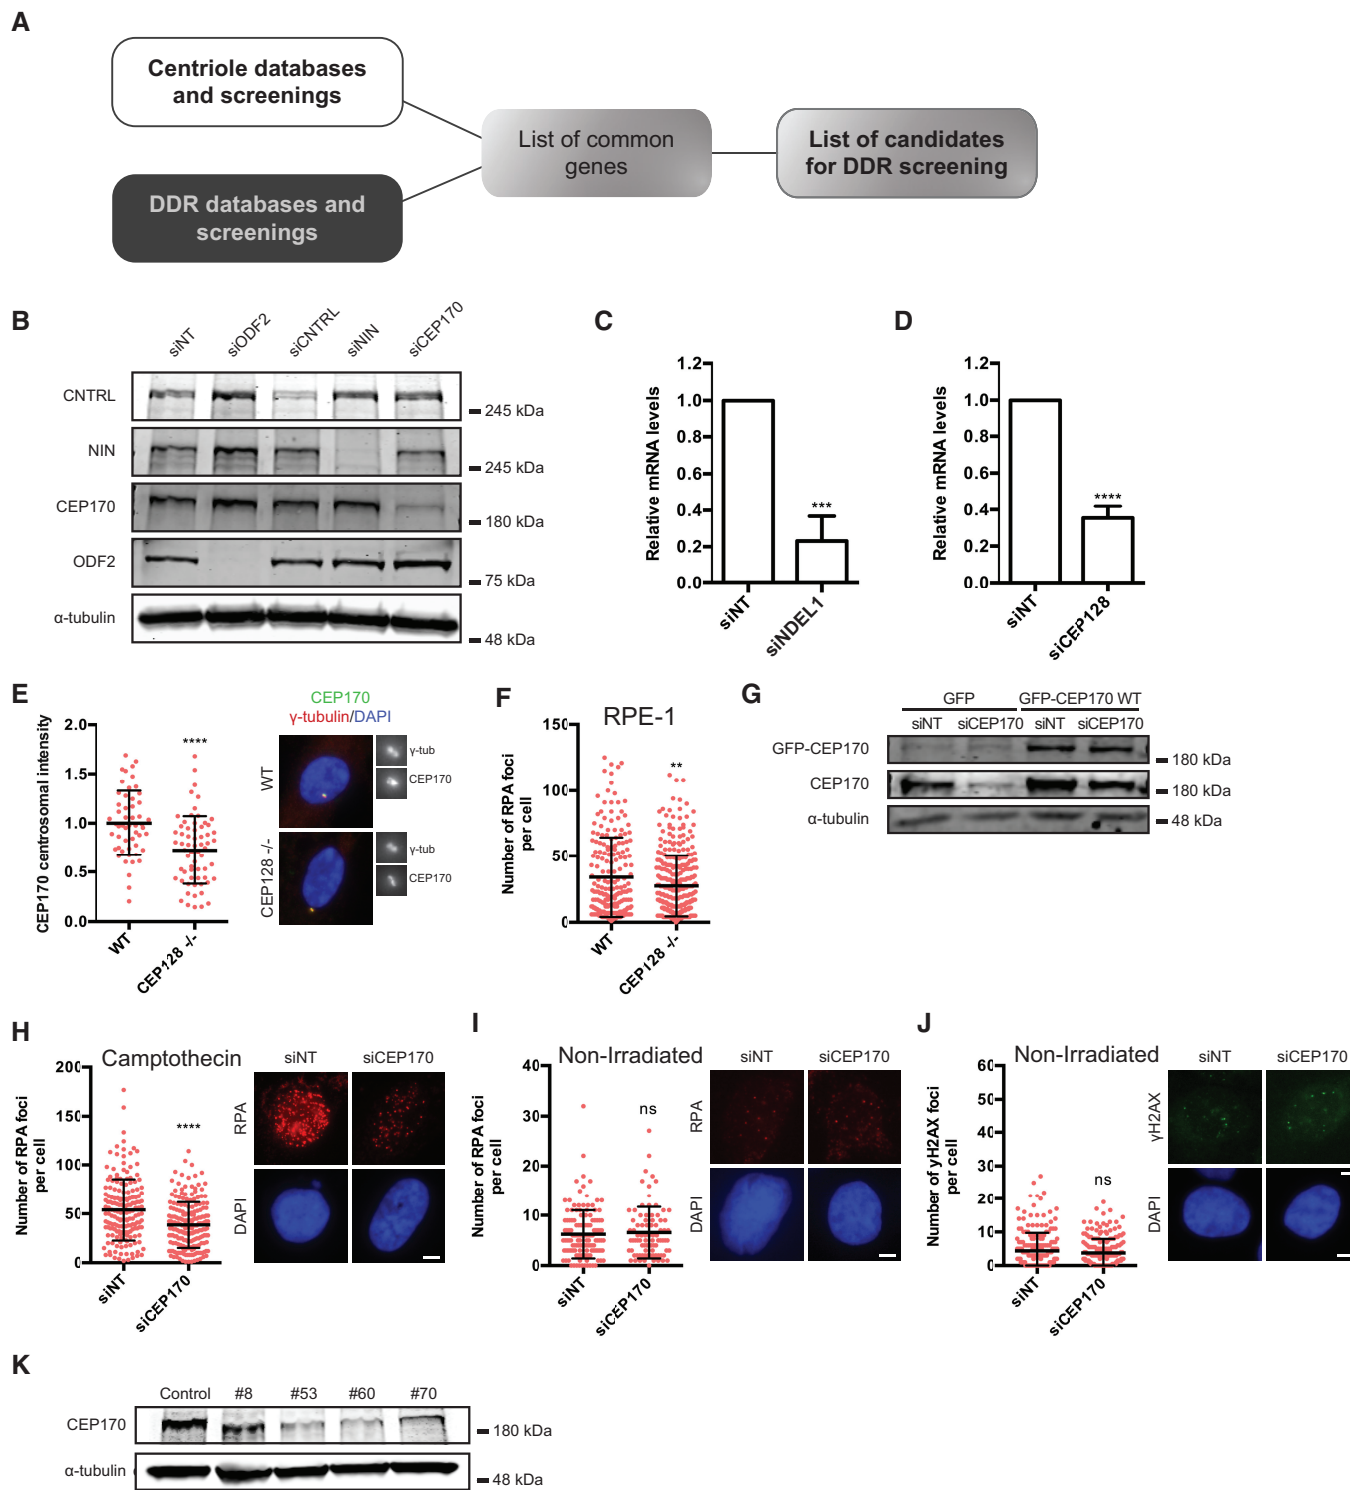 A
Centriole databases
and screenings
DDR databases and
screenings
List of common
genes
List of candidates
for DDR screening
B
siNT
siODF2
siCNTRL
siNIN
siCEP170
CNTRL
245 kDa
NIN
245 kDa
CEP170
180 kDa
ODF2
75 kDa
α-tubulin
48 kDa
C
Relative mRNA levels
1.2
1.0
0.8
0.6
0.4
0.2
0.0
***
siNT
siNDEL1
D
Relative mRNA levels
1.2
1.0
0.8
0.6
0.4
0.2
0.0
****
siNT
siCEP128
E
CEP170 centrosomal intensity
2.0
1.5
1.0
0.5
0.0
****
WT
CEP128 -/-
CEP170
γ-tubulin/DAPI
WT
γ-tub
CEP170
CEP128 -/-
γ-tub
CEP170
F
RPE-1
Number of RPA foci
per cell
150
100
50
0
**
WT
CEP128 -/-
G
GFP
GFP-CEP170 WT
siNT
siCEP170
siNT
siCEP170
GFP-CEP170
180 kDa
CEP170
180 kDa
α-tubulin
48 kDa
H
Camptothecin
Number of RPA foci
per cell
200
150
100
50
0
****
siNT
siCEP170
siNT
siCEP170
RPA
DAPI
I
Non-Irradiated
Number of RPA foci
per cell
40
30
20
10
0
ns
siNT
siCEP170
siNT
siCEP170
RPA
DAPI
J
Non-Irradiated
Number of γH2AX foci
per cell
60
50
40
30
20
10
0
ns
siNT
siCEP170
siNT
siCEP170
γH2AX
DAPI
K
Control
#8
#53
#60
#70
CEP170
180 kDa
α-tubulin
48 kDa